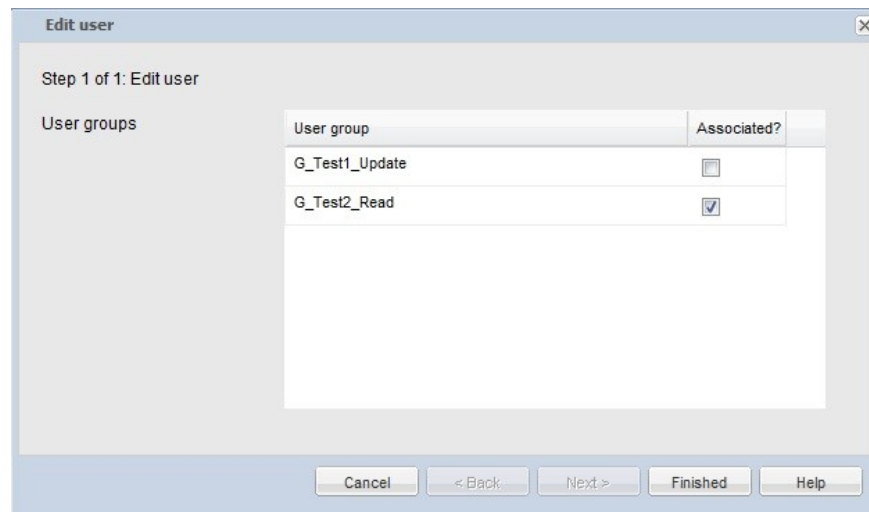 Edit user
Step 1 of 1: Edit user
User groups
User group Associated?
G_Test1_Update
G_Test2_Read
Cancel < Back Next > Finished Help